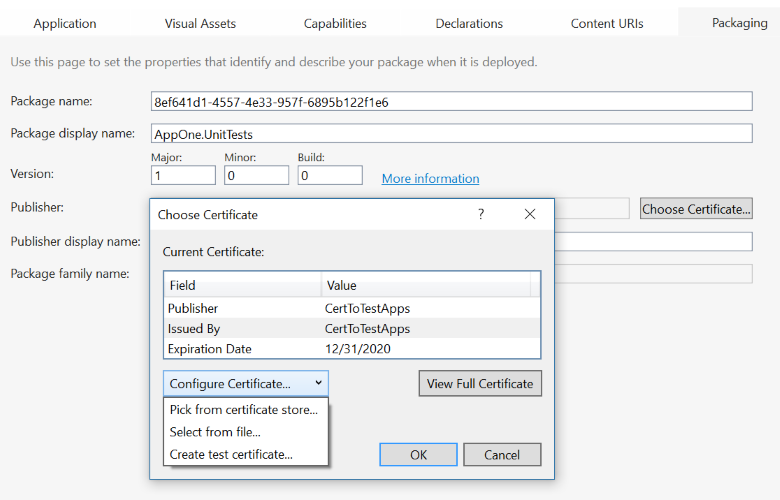 Application Visual Assets Capabilities Declarations Content URIs Packaging
Use this page to set the properties that identify and describe your package when it is deployed.
Package name: 8ef641d1-4557-4e33-957f-6895b122f1e6
Package display name: AppOne.UnitTests
Major: Minor: Build:
Version: 1 0 0 More information
Publisher: Choose Certificate...
Publisher display name:
Package family name:
Choose Certificate ?
Current Certificate:
Field Value
Publisher CertToTestApps
Issued By CertToTestApps
Expiration Date 12/31/2020
Configure Certificate... View Full Certificate
Pick from certificate store...
Select from file...
Create test certificate...
OK Cancel